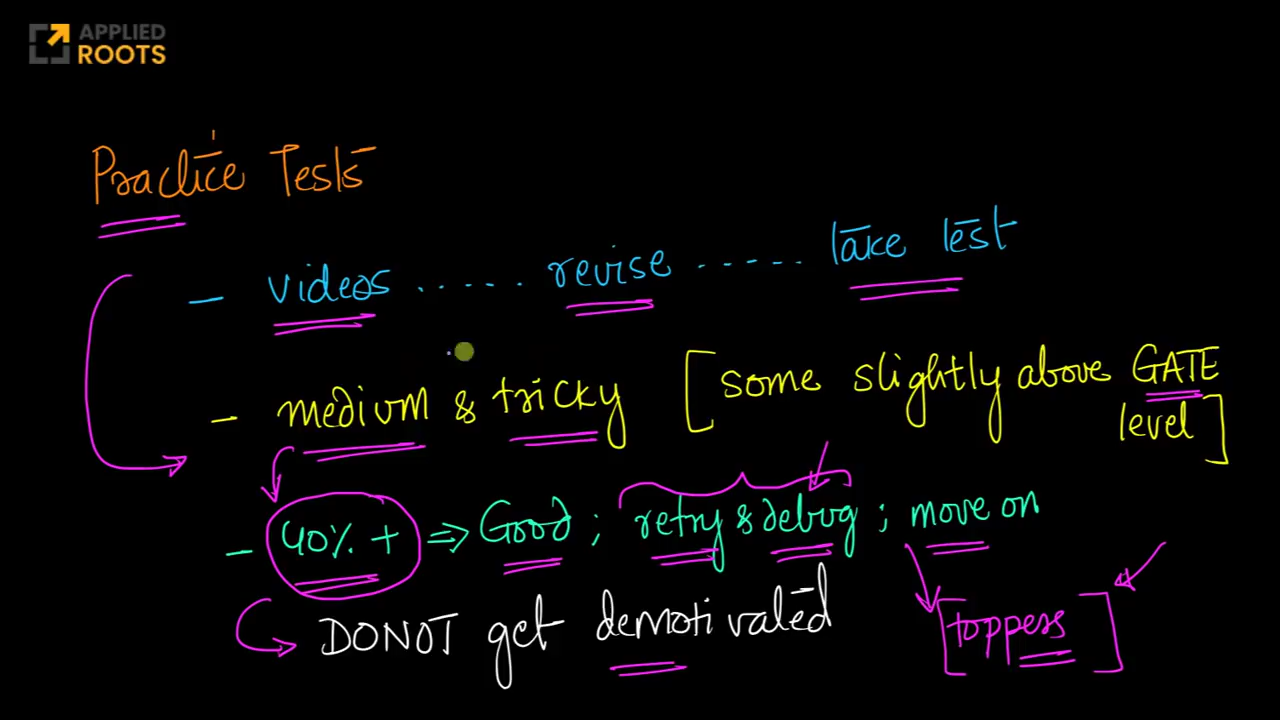 APPLIED
ROOTS
Practice Tests
- videos ..... revise ..... take test
- medium & tricky [some slightly above GATE
level]
- 40% + => Good ; retry & debug ; move on
DONOT get demotivated [toppers]